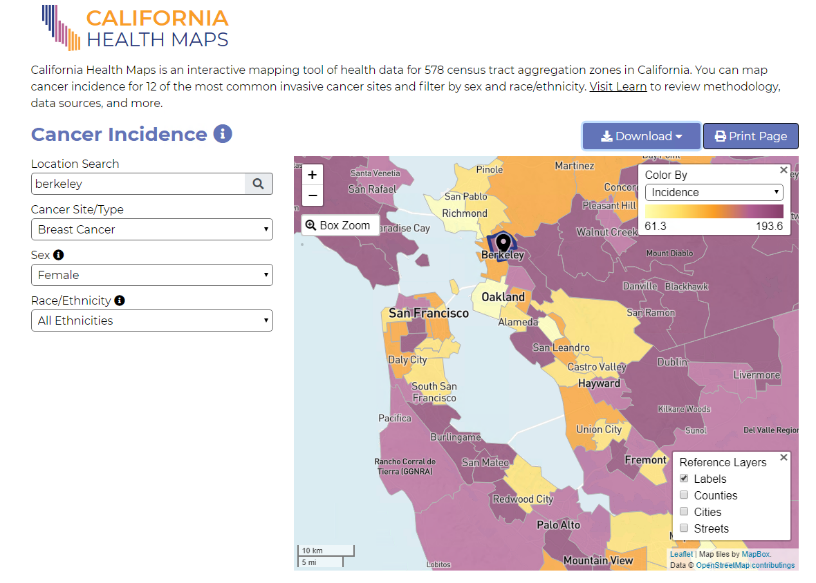 CALIFORNIA
HEALTH MAPS
California Health Maps is an interactive mapping tool of health data for 578 census tract aggregation zones in California. You can map
cancer incidence for 12 of the most common invasive cancer sites and filter by sex and race/ethnicity. Visit Learn to review methodology,
data sources, and more.
Cancer Incidence
Download
Print Page
Location Search
berkeley
Cancer Site/Type
Breast Cancer
Sex
Female
Race/Ethnicity
All Ethnicities
+
−
Box Zoom
Color By
Incidence
61.3 193.6
Santa Venetia
San Rafael
Pinole
Martinez
San Pablo
Richmond
Concor
Pleasant Hill
Walnut Creek
aradise Cay
Berkeley
Mount Diablo
Danville
Blackhawk
Oakland
San Francisco
Alameda
San Ramon
San Leandro
Daly City
Castro Valley
Dublin
Hayward
Livermore
South San
Francisco
Pacifica
Kilkare Woods
Union City
Sunol
Del Valle Region
Burlingame
Rancho Corral de
Tierra (GGNRA)
San Mateo
Fremont
Redwood City
Palo Alto
Mountain View
Lobitos
Reference Layers
Labels
Counties
Cities
Streets
10 km
5 mi
Leaflet | Map tiles by MapBox.
Data © OpenStreetMap contributings